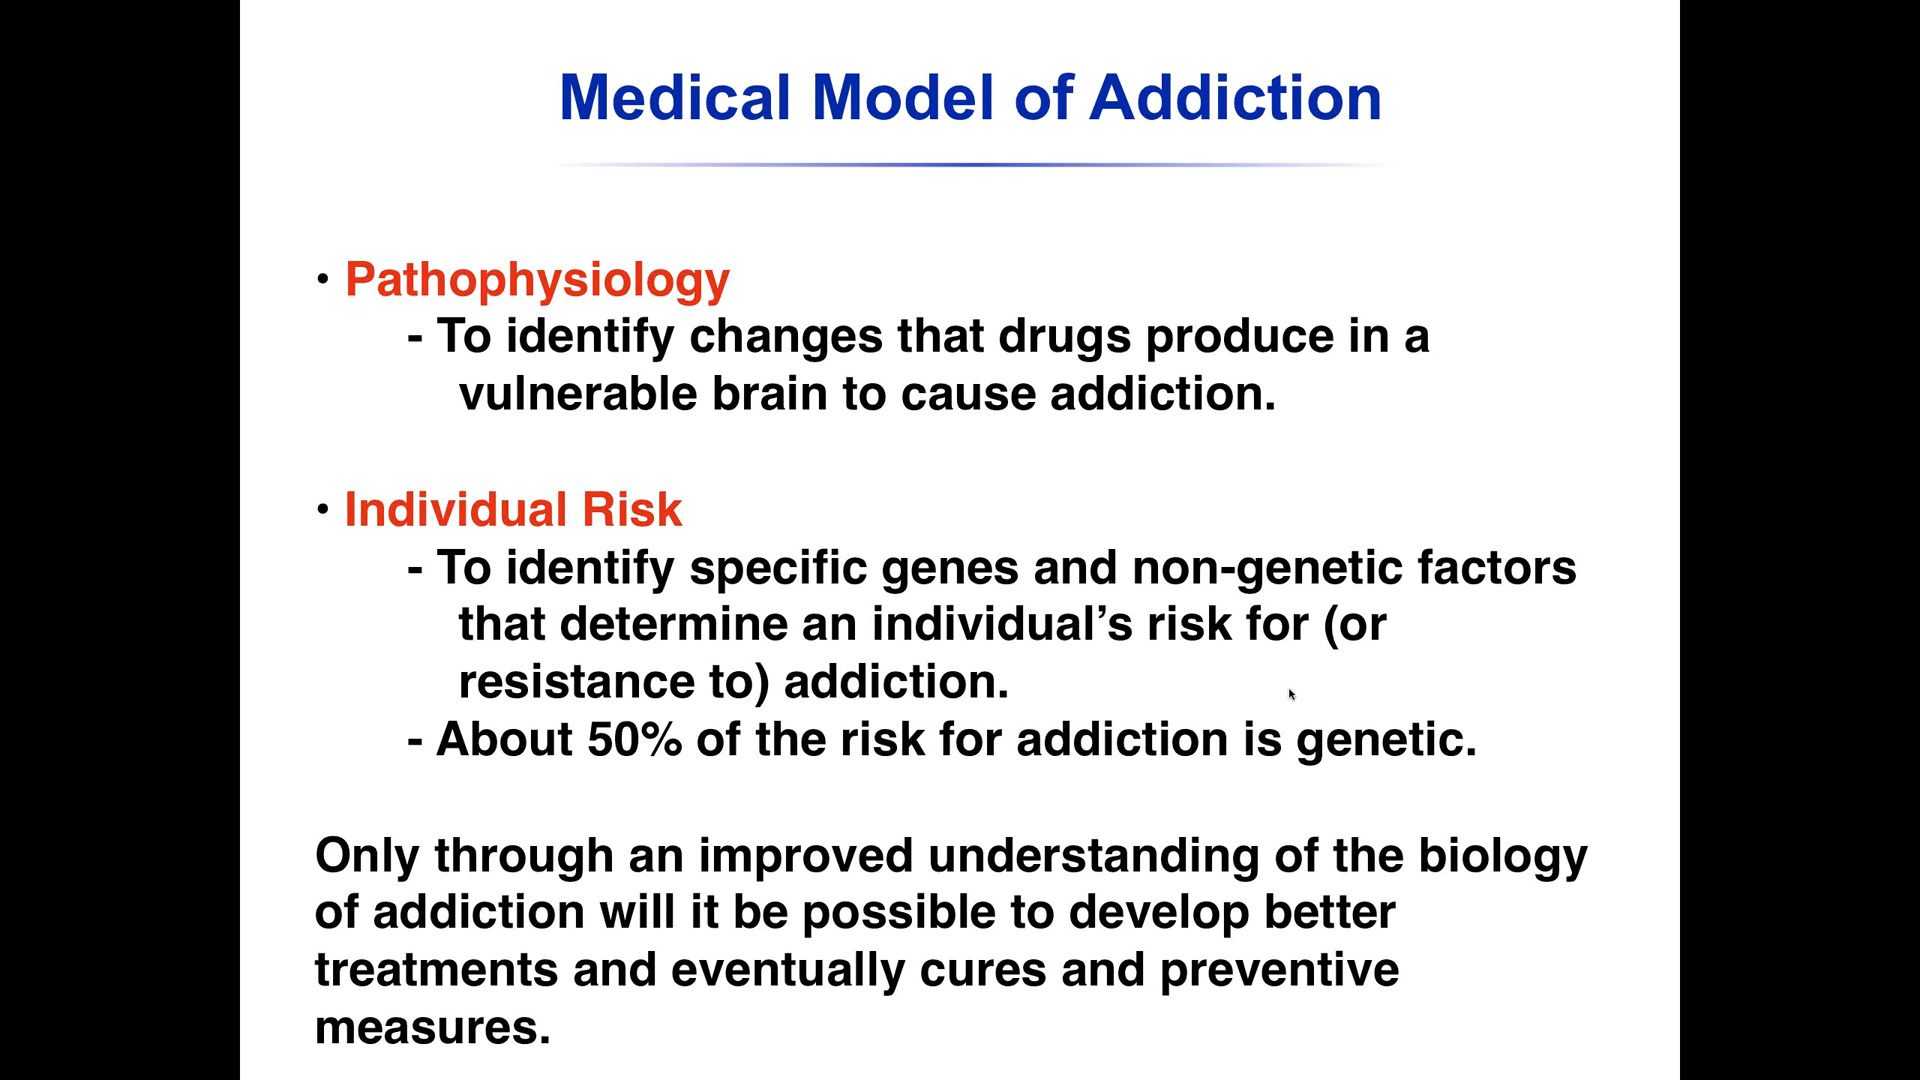 Medical Model of Addiction
• Pathophysiology
- To identify changes that drugs produce in a
vulnerable brain to cause addiction.
• Individual Risk
- To identify specific genes and non-genetic factors
that determine an individual’s risk for (or
resistance to) addiction.
- About 50% of the risk for addiction is genetic.
Only through an improved understanding of the biology
of addiction will it be possible to develop better
treatments and eventually cures and preventive
measures.